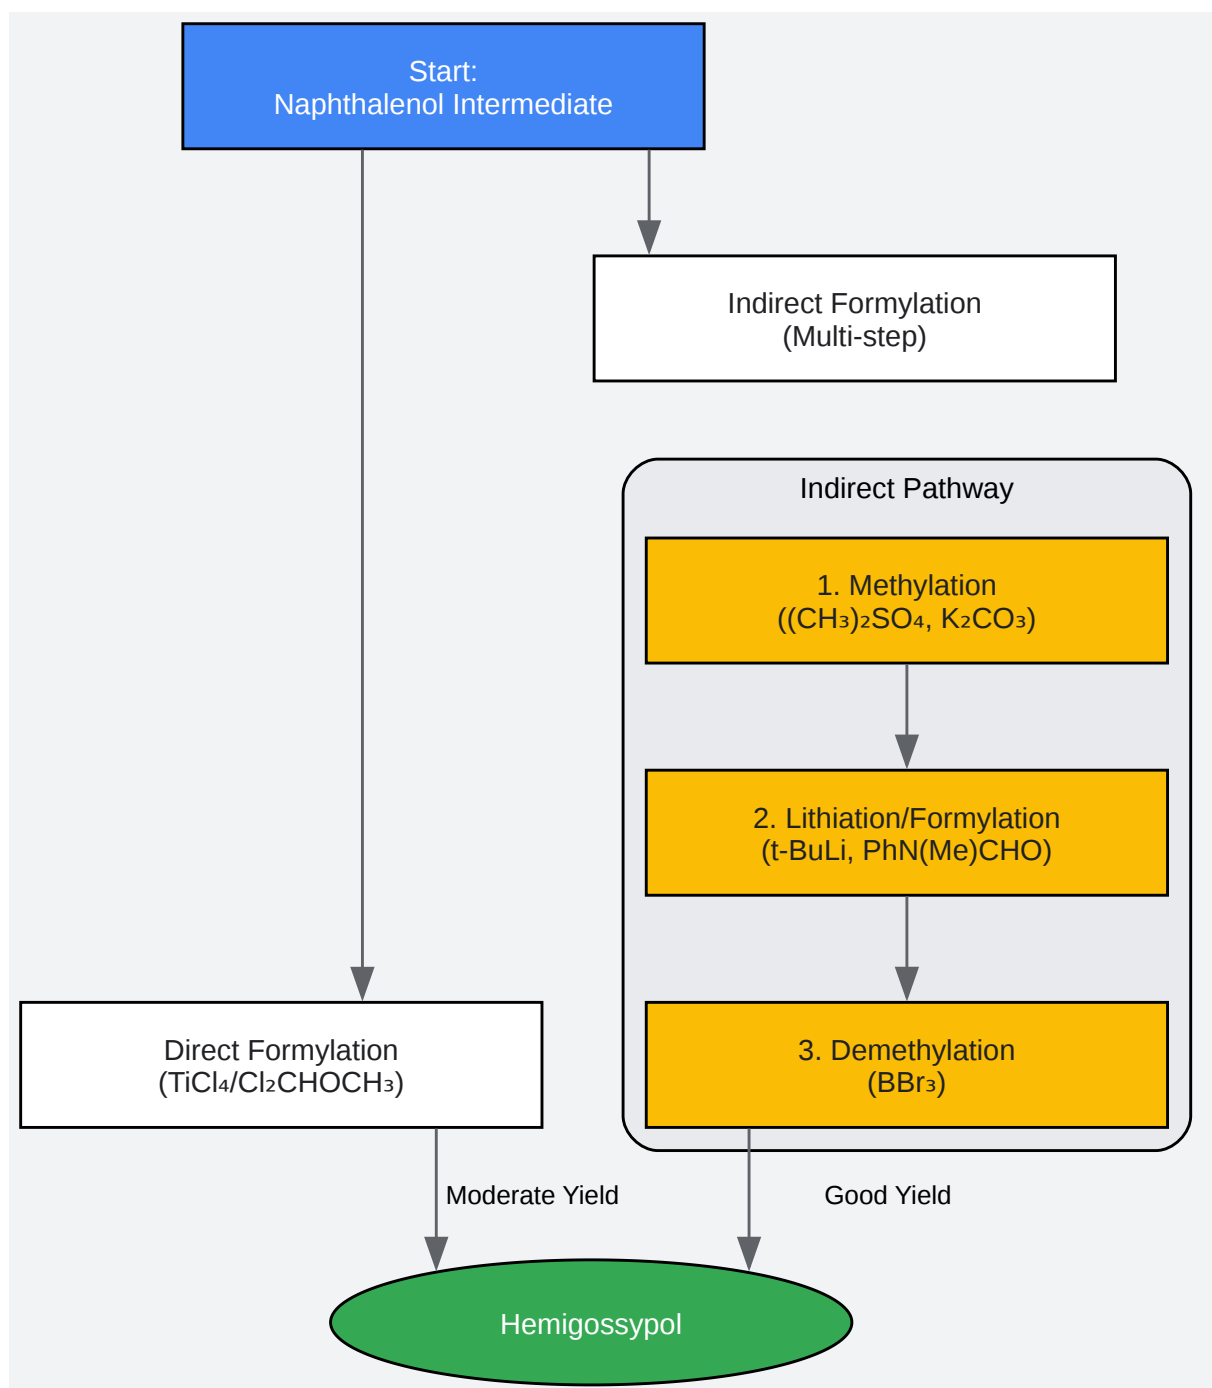 Start:
Naphthalenol Intermediate
Indirect Formylation
(Multi-step)
Indirect Pathway
1. Methylation
((CH₃)₂SO₄, K₂CO₃)
2. Lithiation/Formylation
(t-BuLi, PhN(Me)CHO)
Direct Formylation
(TiCl₄/Cl₂CHOCH₃)
3. Demethylation
(BBr₃)
Moderate Yield
Good Yield
Hemigossypol